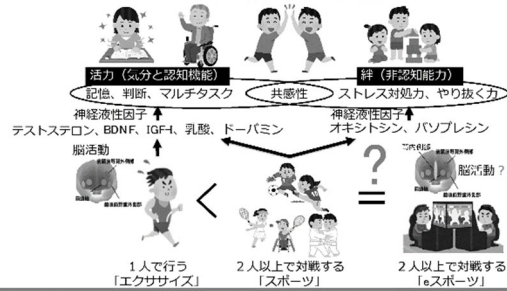 活力（気分と認知機能）
絆（非認知能力）
記憶、判断、マルチタスク
共感性
ストレス対処力、やり抜く力
神経液性因子
神経液性因子
テストステロン、BDNF、IGF-I、乳酸、ドーパミン
オキシトシン、バソプレシン
脳活動
?
脳活動？
<
=
1人で行う
「エクササイズ」
2人以上で対戦する
「スポーツ」
2人以上で対戦する
「eスポーツ」